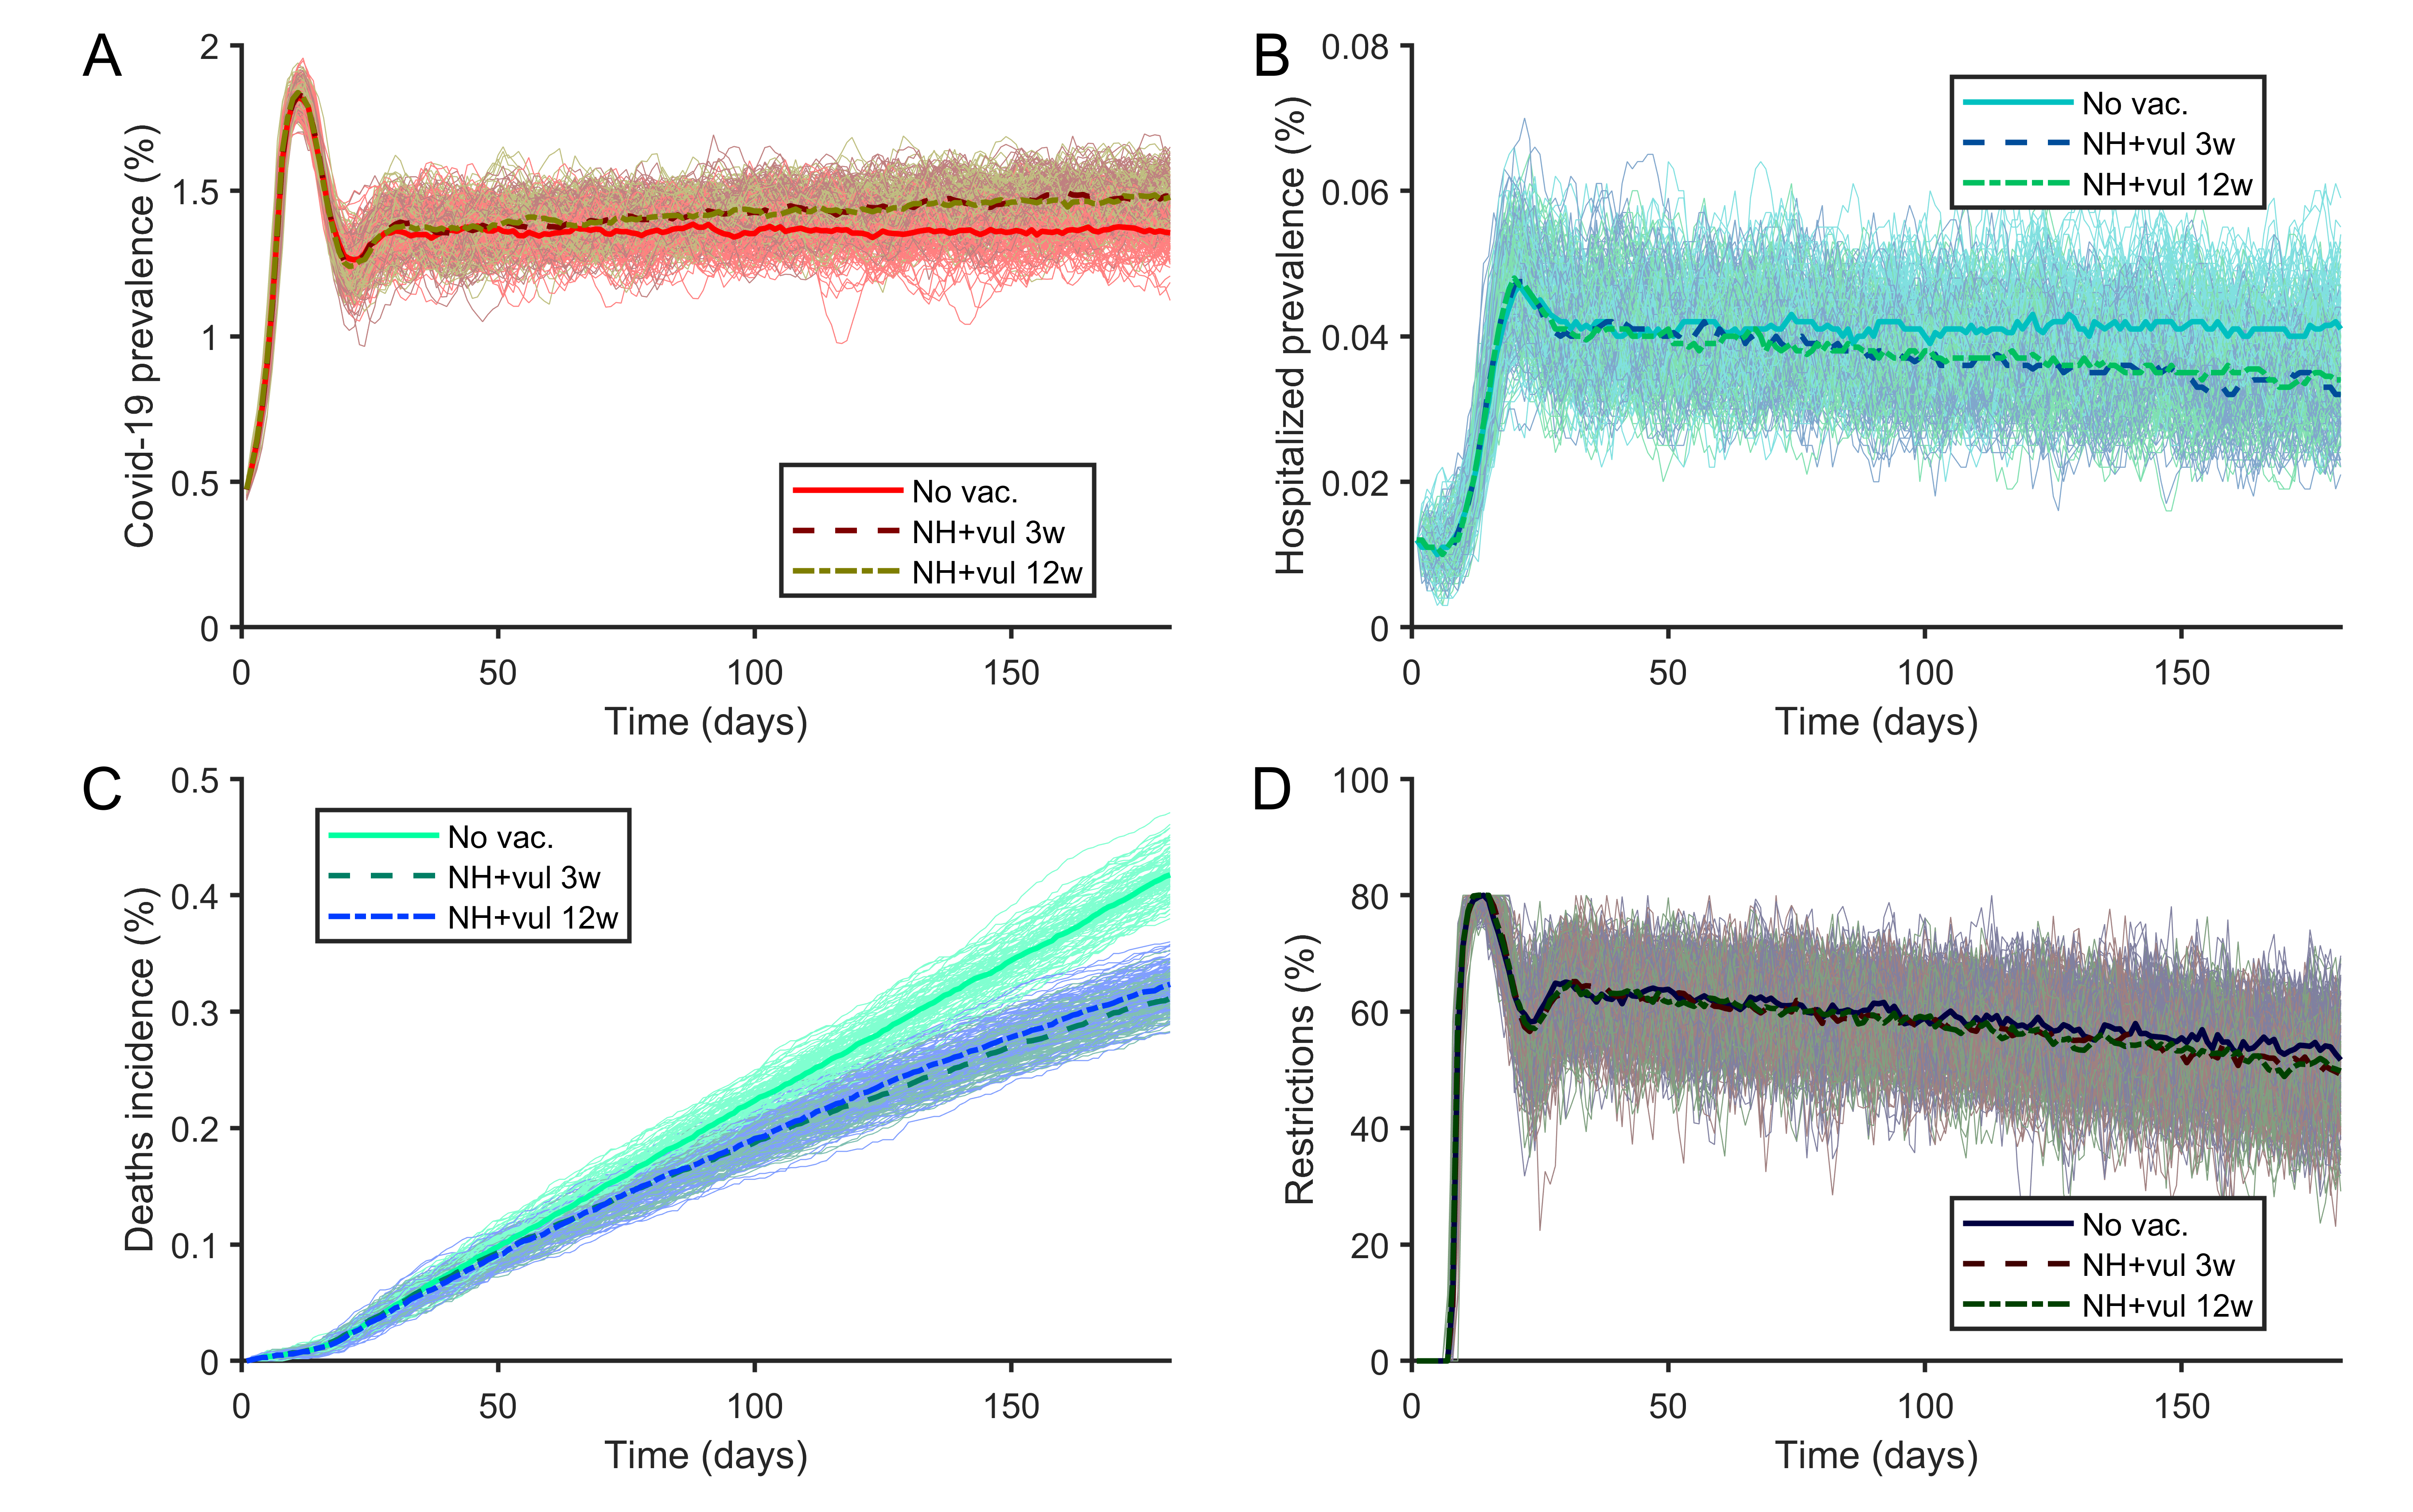 A
Covid-19 prevalence (%)
2
1.5
1
0.5
0
0 50 100 150
Time (days)
No vac.
NH+vul 3w
NH+vul 12w
B
Hospitalized prevalence (%)
0.08
0.06
0.04
0.02
0
0 50 100 150
Time (days)
No vac.
NH+vul 3w
NH+vul 12w
C
Deaths incidence (%)
0.5
0.4
0.3
0.2
0.1
0
0 50 100 150
Time (days)
No vac.
NH+vul 3w
NH+vul 12w
D
Restrictions (%)
100
80
60
40
20
0
0 50 100 150
Time (days)
No vac.
NH+vul 3w
NH+vul 12w